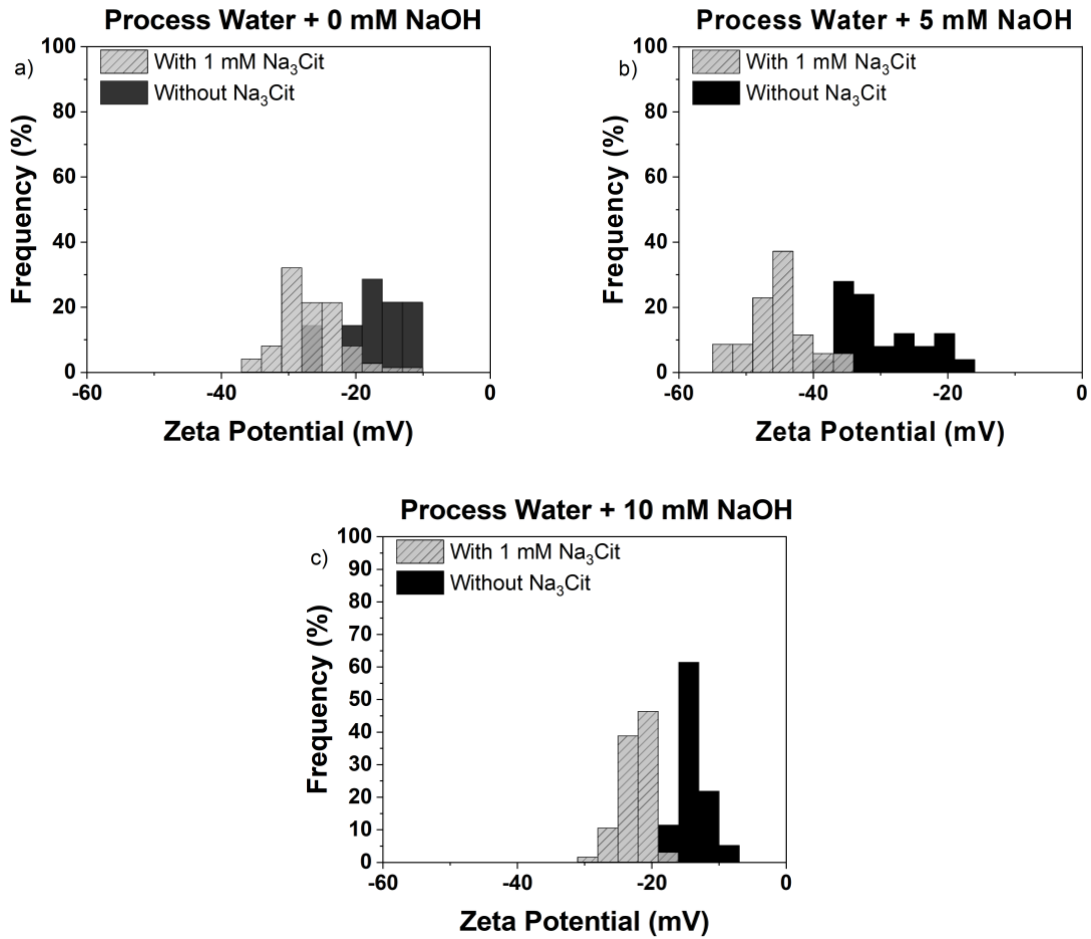 Process Water + 0 mM NaOH
a)
With 1 mM Na₃Cit
Without Na₃Cit
100
80
60
40
20
0
Frequency (%)
-60
-40
-20
0
Zeta Potential (mV)
Process Water + 5 mM NaOH
b)
With 1 mM Na₃Cit
Without Na₃Cit
100
80
60
40
20
0
Frequency (%)
-60
-40
-20
0
Zeta Potential (mV)
Process Water + 10 mM NaOH
c)
With 1 mM Na₃Cit
Without Na₃Cit
100
90
80
70
60
50
40
30
20
10
0
Frequency (%)
-60
-40
-20
0
Zeta Potential (mV)